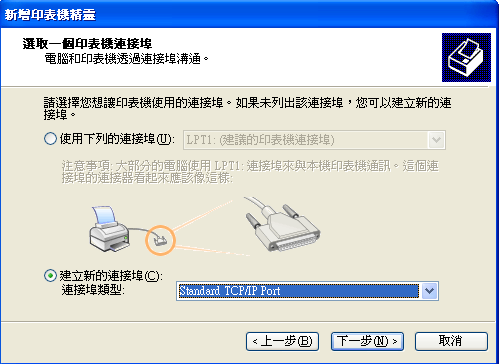 新增印表機精靈
選取一個印表機連接埠
電腦和印表機透過連接埠溝通。
請選擇您想讓印表機使用的連接埠。如果未列出該連接埠，您可以建立新的連
接埠。
使用下列的連接埠(U): LPT1: (建議的印表機連接埠)
注意事項: 大部分的電腦使用 LPT1: 連接埠來與本機印表機通訊。這個連
接埠的連接器看起來應該像這樣:
建立新的連接埠(C):
連接埠類型: Standard TCP/IP Port
< 上一步(B) 下一步(N) > 取消